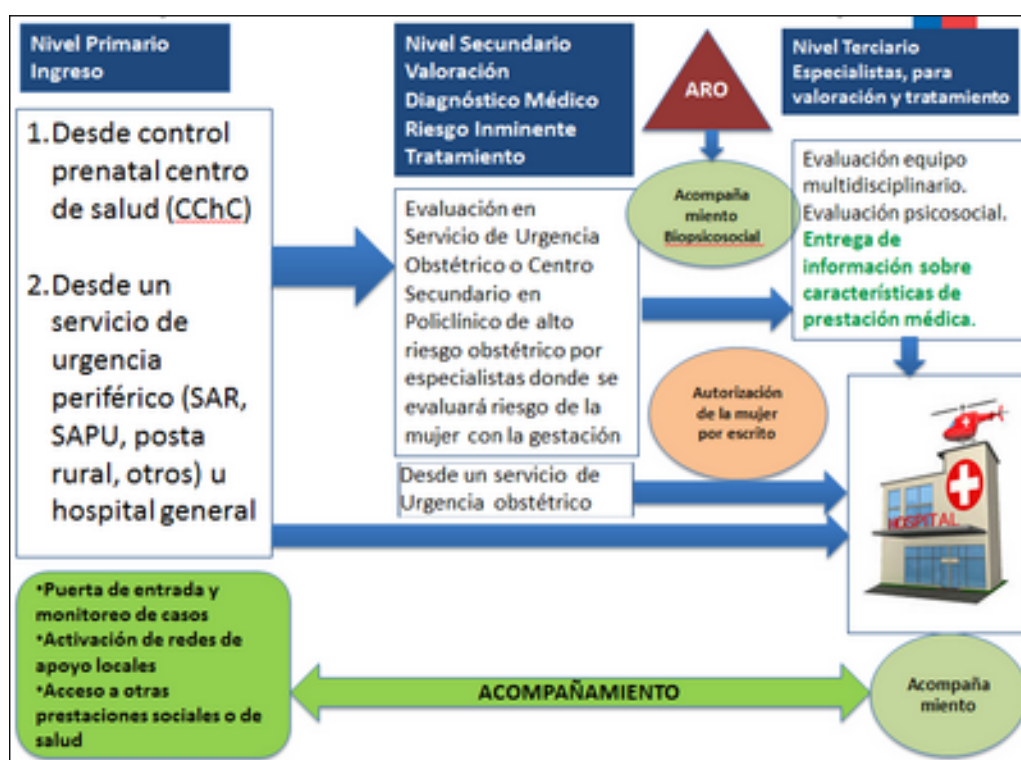 Nivel Primario
Ingreso
1.Desde control
prenatal centro
de salud (CChC)
2.Desde un
servicio de
urgencia
periférico (SAR,
SAPU, posta
rural, otros) u
hospital general
•Puerta de entrada y
monitoreo de casos
•Activación de redes de
apoyo locales
•Acceso a otras
prestaciones sociales o de
salud
Nivel Secundario
Valoración
Diagnóstico Médico
Riesgo Inminente
Tratamiento
Evaluación en
Servicio de Urgencia
Obstétrico o Centro
Secundario en
Policlínico de alto
riesgo obstétrico por
especialistas donde se
evaluará riesgo de la
mujer con la gestación
Desde un servicio de
Urgencia obstétrico
ARO
Acompaña
miento
Biopsicosocial
Autorización
de la mujer
por escrito
Nivel Terciario
Especialistas, para
valoración y tratamiento
Evaluación equipo
multidisciplinario.
Evaluación psicosocial.
Entrega de
información sobre
características de
prestación médica.
HOSPITAL
ACOMPAÑAMIENTO
Acompaña
miento